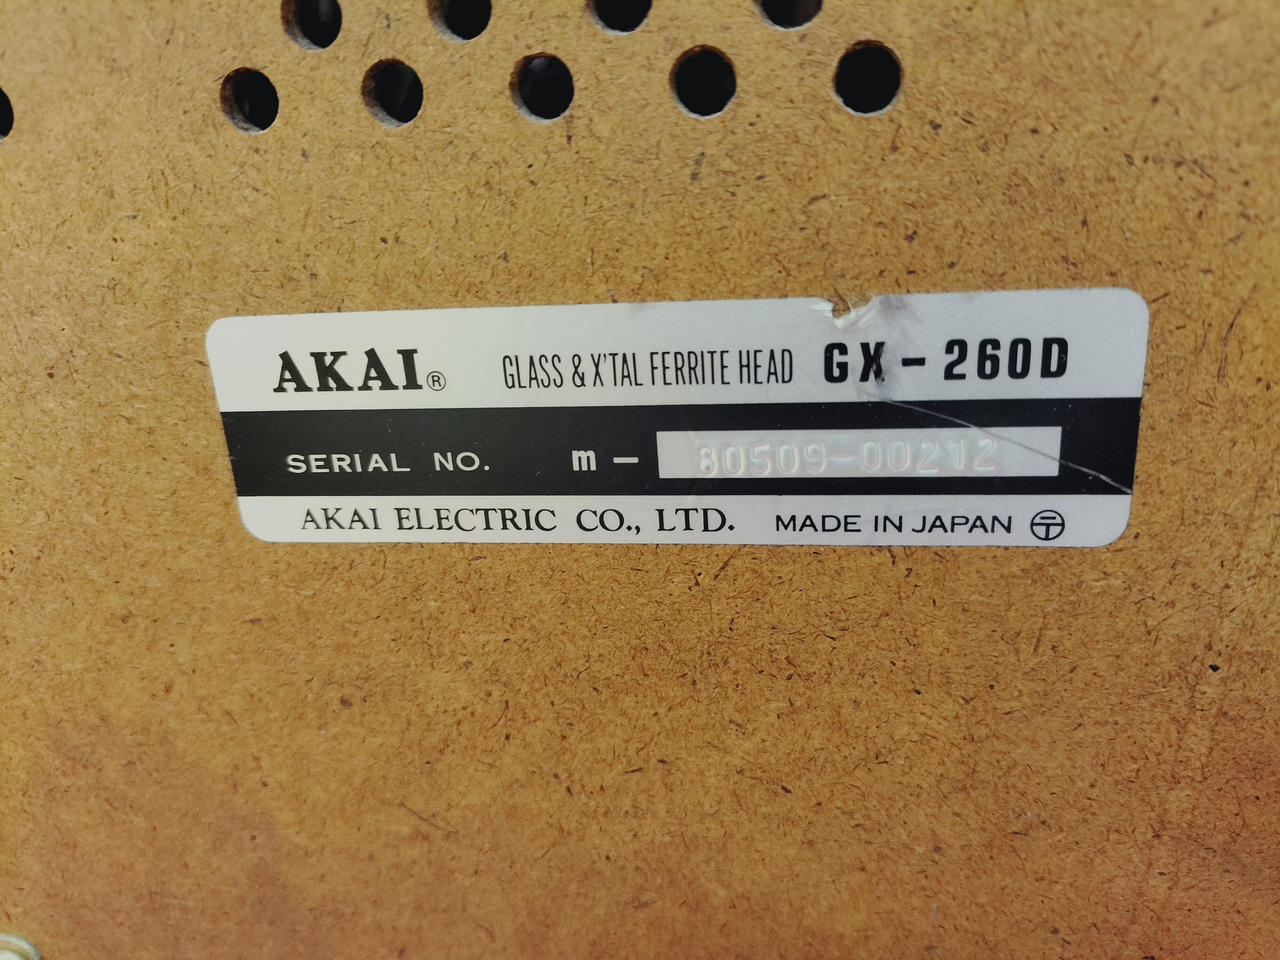 AKAI® GLASS & X'TAL FERRITE HEAD GX-260D
SERIAL NO. m- 80509-00212
AKAI ELECTRIC CO., LTD. MADE IN JAPAN